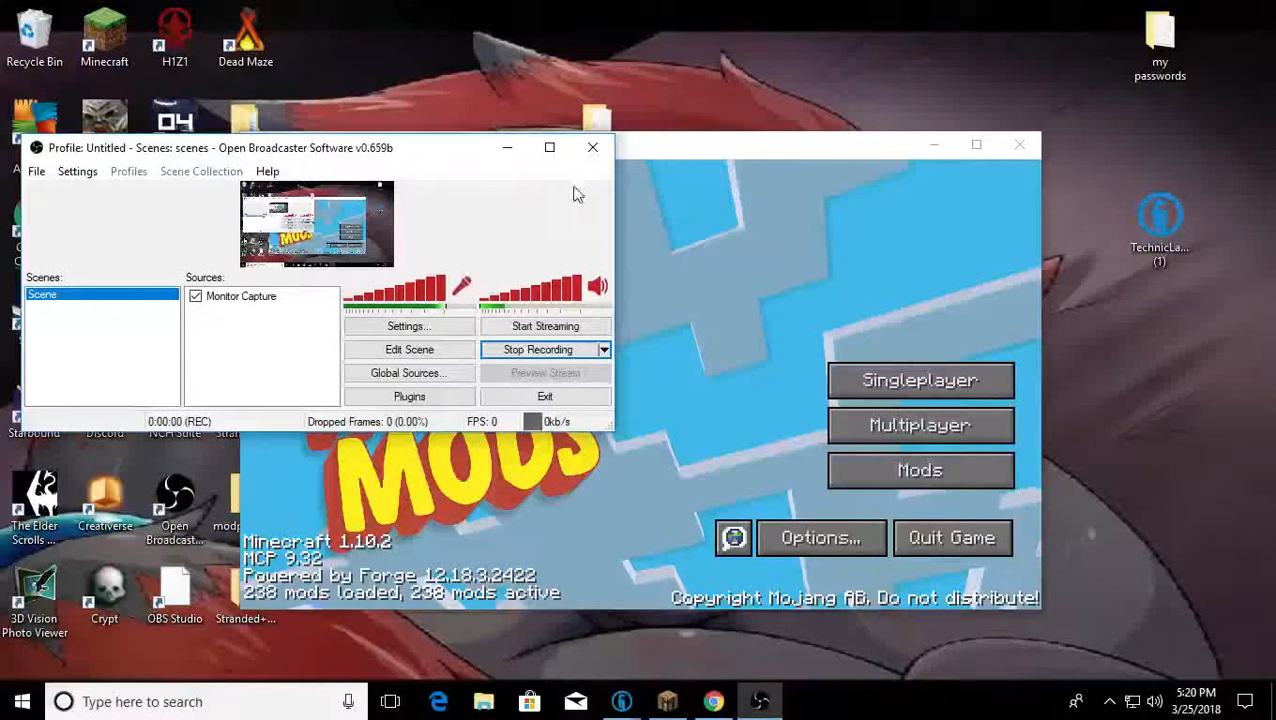 Recycle Bin
Minecraft
H1Z1
Dead Maze
my
passwords
04
Profile: Untitled - Scenes: scenes - Open Broadcaster Software v0.659b
File
Settings
Profiles
Scene Collection
Help
TechnicLa...
(1)
Scenes:
Sources:
Scene
Monitor Capture
Settings...
Start Streaming
Edit Scene
Stop Recording
Global Sources...
Preview Stream
Plugins
Exit
0:00:00 (REC)
Dropped Frames: 0 (0.00%)
FPS: 0
0kb/s
Singleplayer
Multiplayer
Mods
Starbound
Discord
MODS
The Elder
Scrolls ...
Creativerse
Open
Broadcast...
Options...
Quit Game
Minecraft 1.10.2
MCP 9.32
Powered by Forge 12.18.3.2422
238 mods loaded, 238 mods active
Copyright Mojang AB. Do not distribute!
3D Vision
Photo Viewer
Crypt
OBS Studio
Stranded+...
Type here to search
5:20 PM
3/25/2018